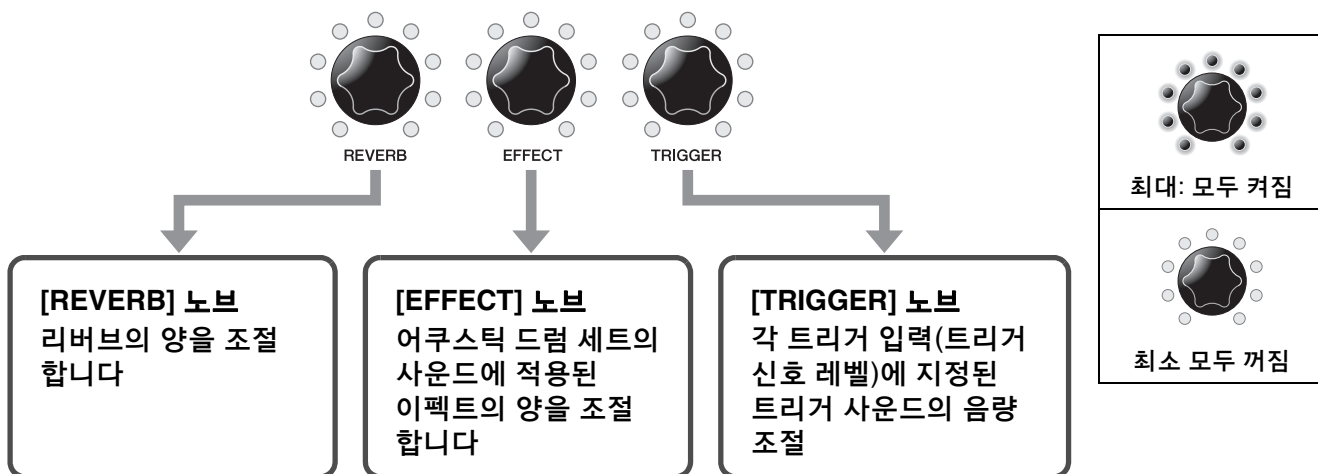 REVERB
EFFECT
TRIGGER
[REVERB] 노브
리버브의 양을 조절
합니다
[EFFECT] 노브
어쿠스틱 드럼 세트의
사운드에 적용된
이펙트의 양을 조절
합니다
[TRIGGER] 노브
각 트리거 입력(트리거
신호 레벨)에 지정된
트리거 사운드의 음량
조절
최대: 모두 켜짐
최소 모두 꺼짐